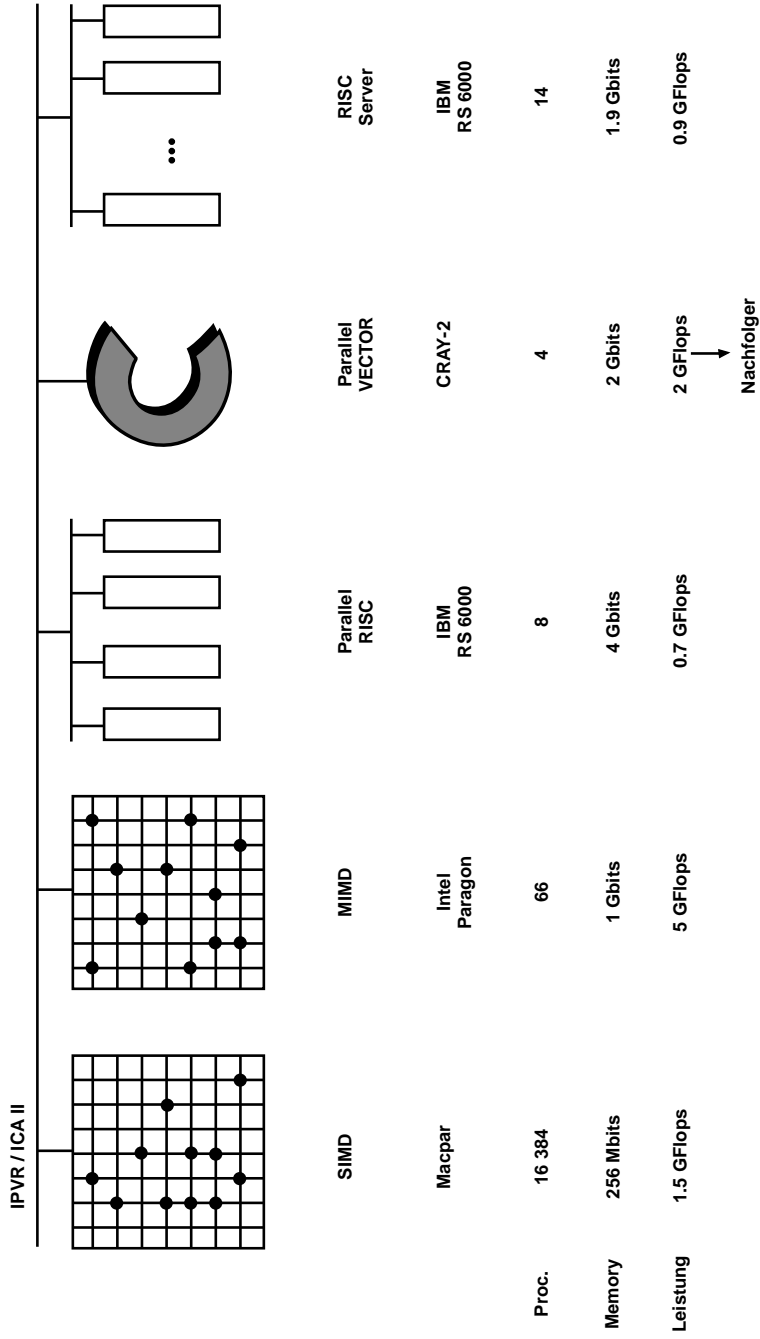 IPVR / ICA II
SIMD
MIMD
Parallel
RISC
Parallel
VECTOR
RISC
Server
Macpar
Intel
Paragon
IBM
RS 6000
CRAY-2
IBM
RS 6000
Proc.
16 384
66
8
4
14
Memory
256 Mbits
1 Gbits
4 Gbits
2 Gbits
1.9 Gbits
Leistung
1.5 GFlops
5 GFlops
0.7 GFlops
2 GFlops
0.9 GFlops
Nachfolger